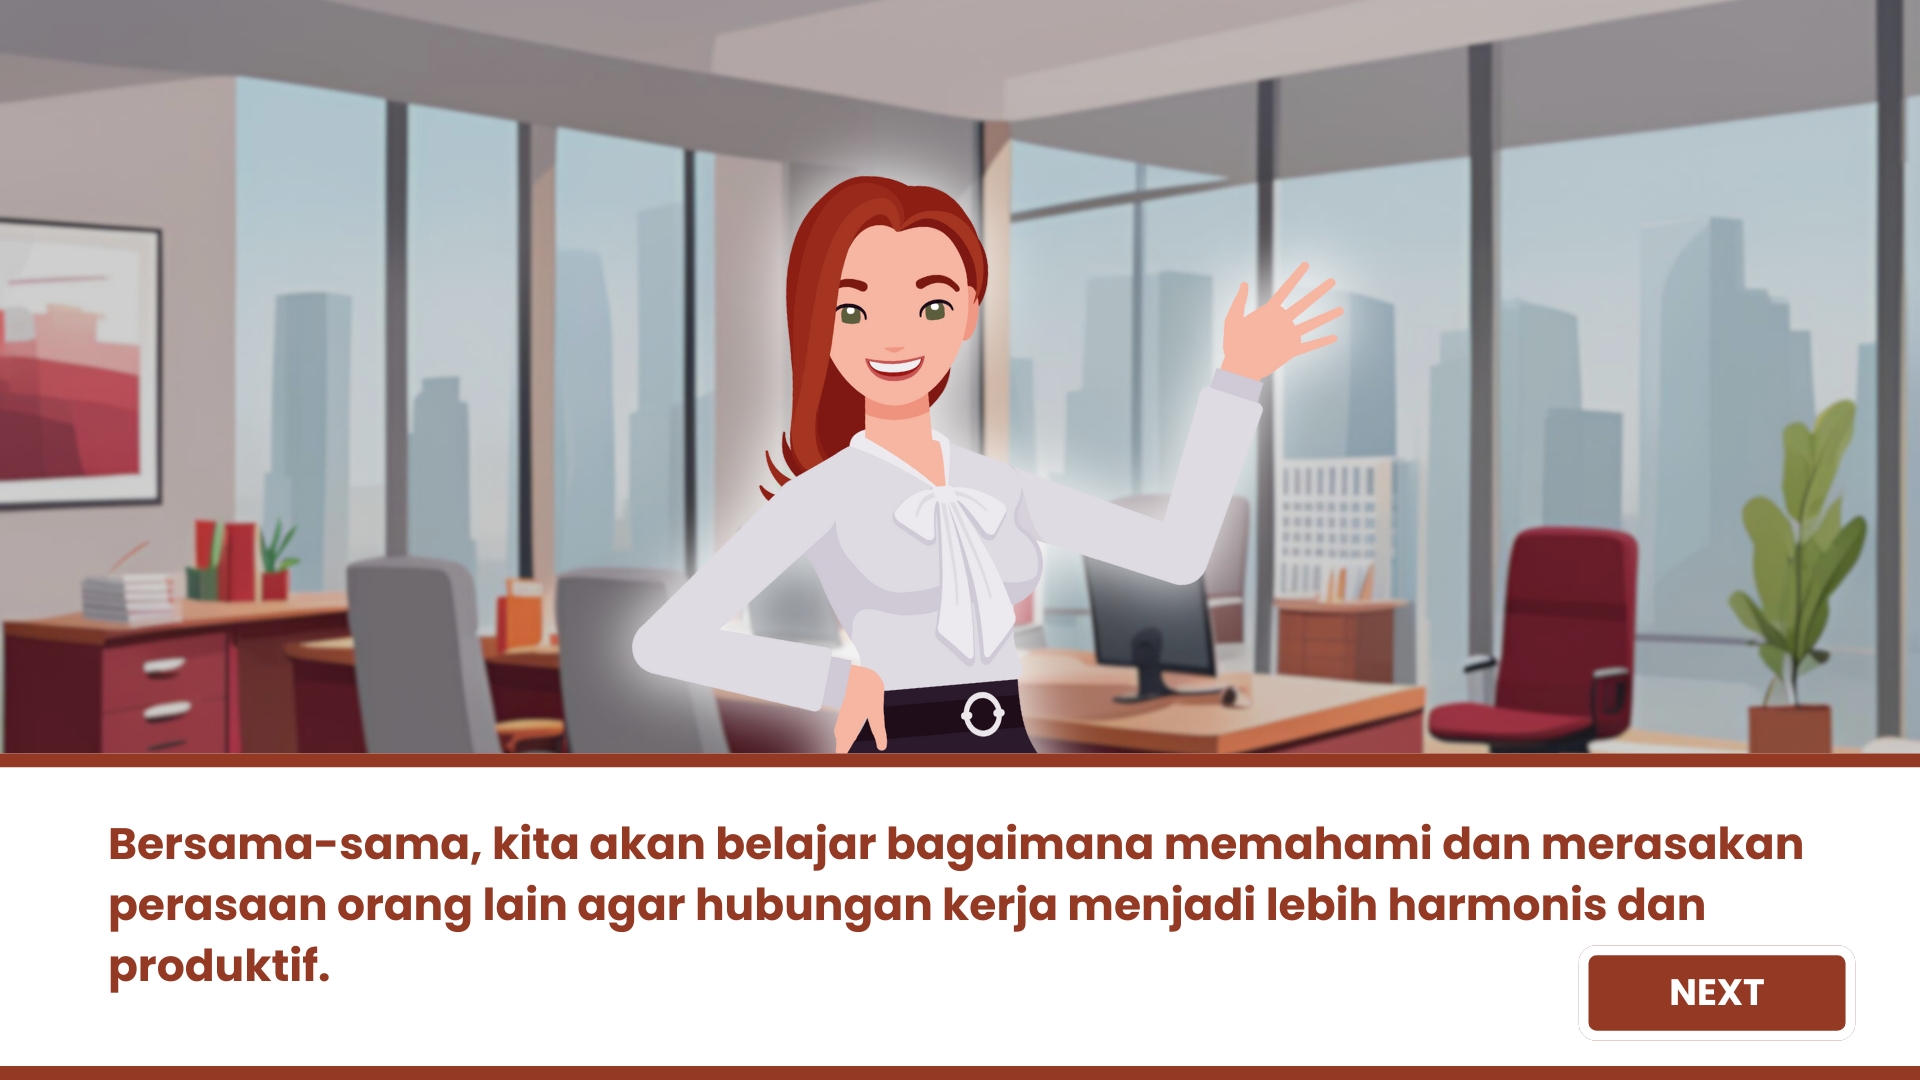 Bersama-sama, kita akan belajar bagaimana memahami dan merasakan
perasaan orang lain agar hubungan kerja menjadi lebih harmonis dan
produktif.
NEXT